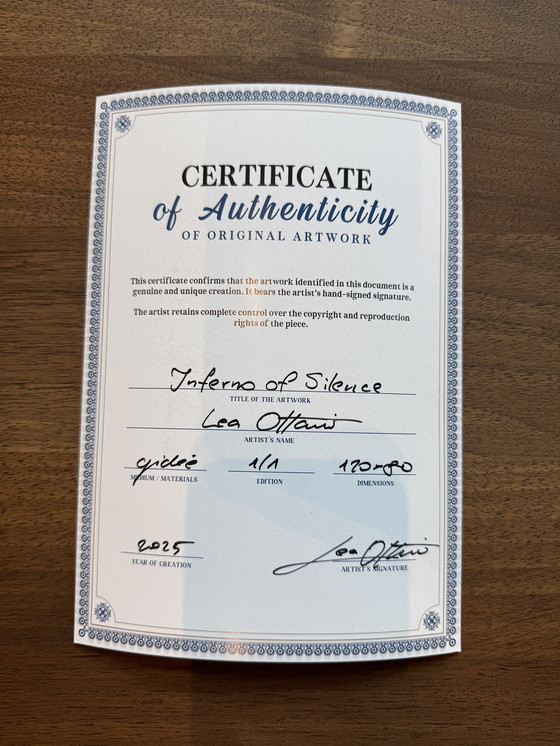 CERTIFICATE
of Authenticity
OF ORIGINAL ARTWORK
This certificate confirms that the artwork identified in this document is a
genuine and unique creation. It bears the artist's hand-signed signature.
The artist retains complete control over the copyright and reproduction
rights of the piece.
Inferno of Silence
TITLE OF THE ARTWORK
Lea
ARTIST'S NAME
1/1 120×80
MEDIUM / MATERIALS EDITION DIMENSIONS
2025 Lea
YEAR OF CREATION ARTIST'S SIGNATURE